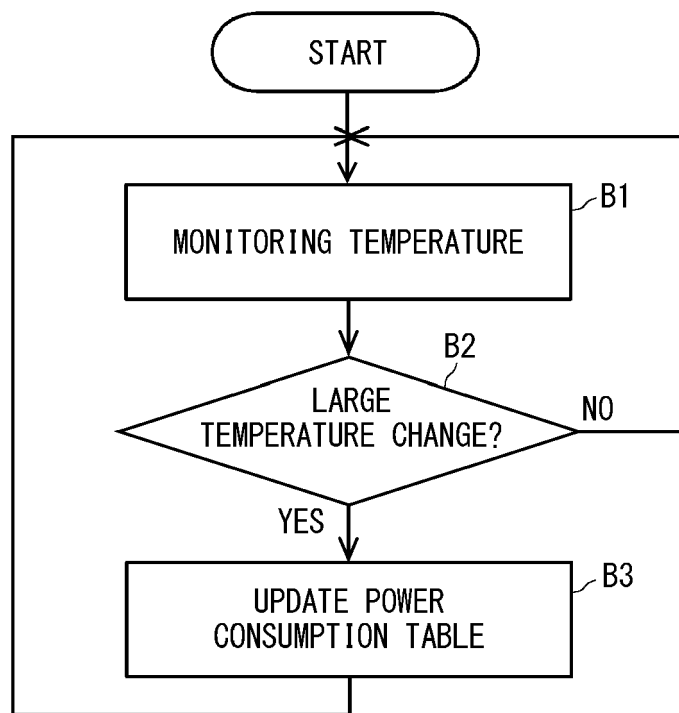 START
B1
MONITORING TEMPERATURE
B2
LARGE
TEMPERATURE CHANGE?
NO
YES
B3
UPDATE POWER
CONSUMPTION TABLE